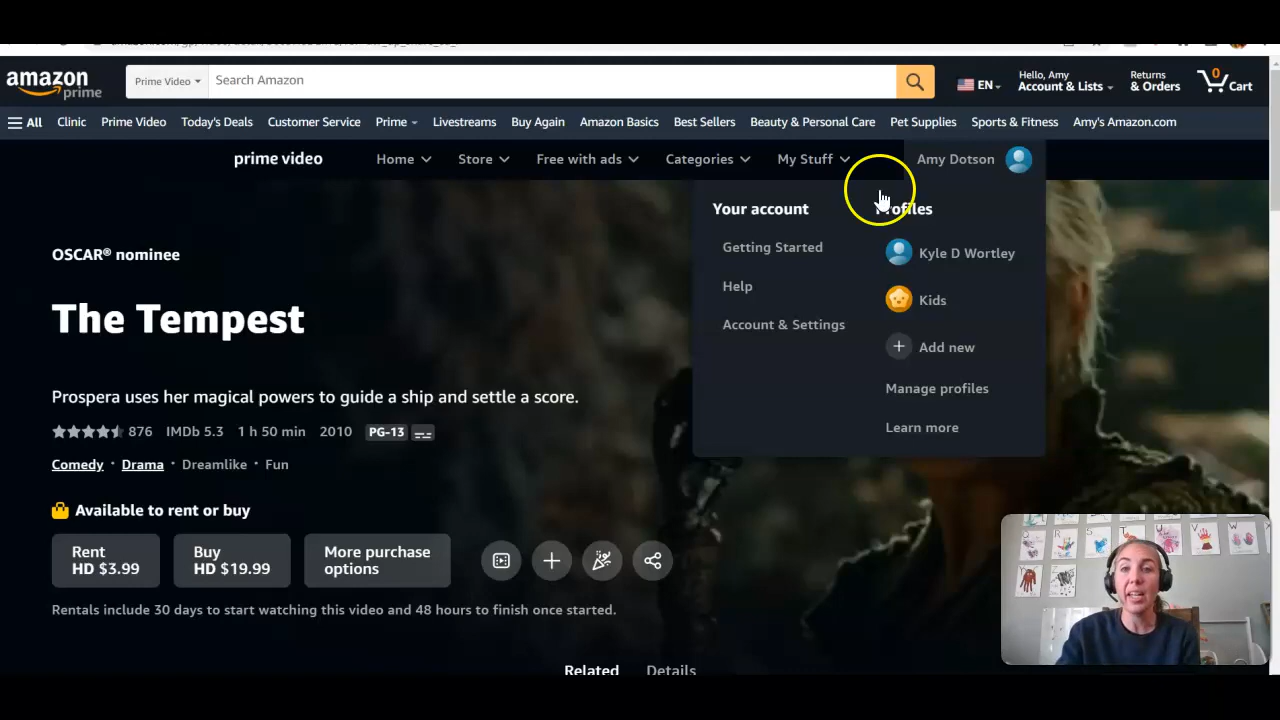 amazon
prime
Prime Video
Search Amazon
EN
Hello, Amy
Account & Lists
Returns
& Orders
0
Cart
All
Clinic
Prime Video
Today's Deals
Customer Service
Prime
Livestreams
Buy Again
Amazon Basics
Best Sellers
Beauty & Personal Care
Pet Supplies
Sports & Fitness
Amy's Amazon.com
prime video
Home
Store
Free with ads
Categories
My Stuff
Amy Dotson
Your account
Profiles
Getting Started
Kyle D Wortley
Help
Kids
Account & Settings
Add new
Manage profiles
Learn more
OSCAR® nominee
The Tempest
Prospera uses her magical powers to guide a ship and settle a score.
876 IMDb 5.3 1 h 50 min 2010 PG-13
Comedy · Drama · Dreamlike · Fun
Available to rent or buy
Rent
HD $3.99
Buy
HD $19.99
More purchase
options
Rentals include 30 days to start watching this video and 48 hours to finish once started.
Related
Details
R
S
T
U
V
W